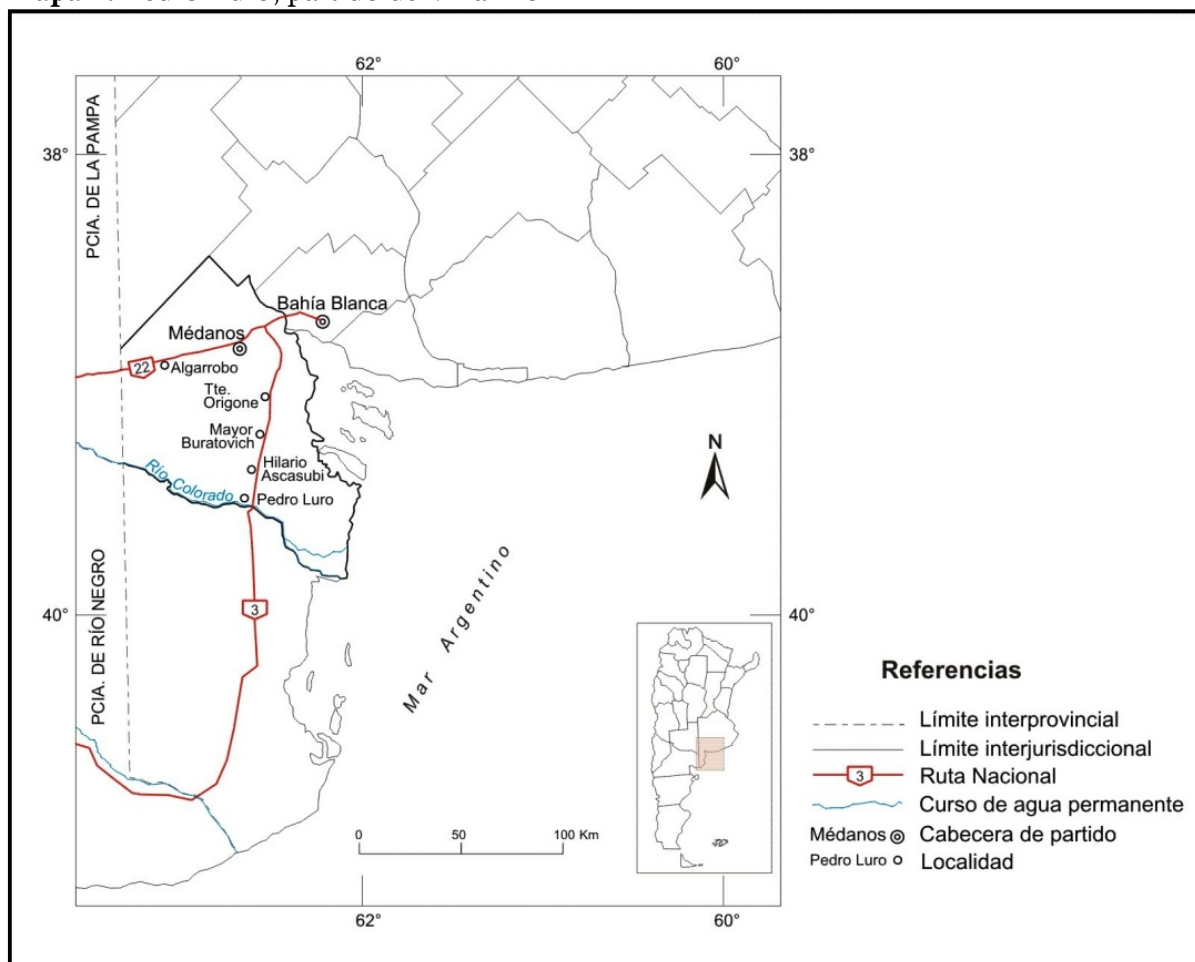 62°
60°
38°
38°
PCIA. DE LA PAMPA
Bahía Blanca
Médanos
22
Algarrobo
Tte.
Origone
Mayor
Buratovich
Hilario
Ascasubi
Río Colorado
Pedro Luro
N
PCIA. DE RÍO NEGRO
Mar Argentino
40°
40°
3
0 50 100 Km
62°
60°
Referencias
Límite interprovincial
Límite interjurisdiccional
3 Ruta Nacional
Curso de agua permanente
Médanos Cabecera de partido
Pedro Luro Localidad